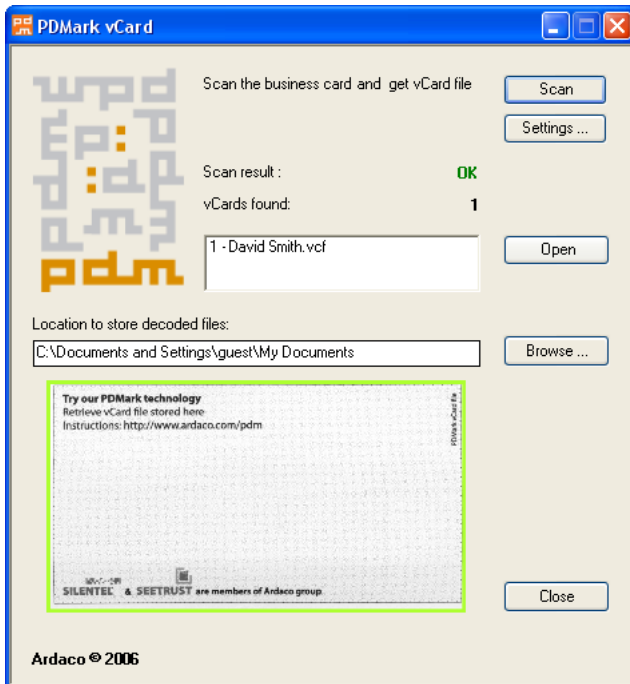 PDMark vCard
Scan the business card and get vCard file
Scan
Settings ...
Scan result :
OK
vCards found:
1
1 - David Smith.vcf
Open
pdm
Location to store decoded files:
C:\Documents and Settings\guest\My Documents
Browse ...
Try our PDMark technology
Retrieve vCard file stored here
Instructions: http://www.ardaco.com/pdm
PDMark vCard file
SILENTEL & SEETRUST are members of Ardaco group
Close
Ardaco © 2006